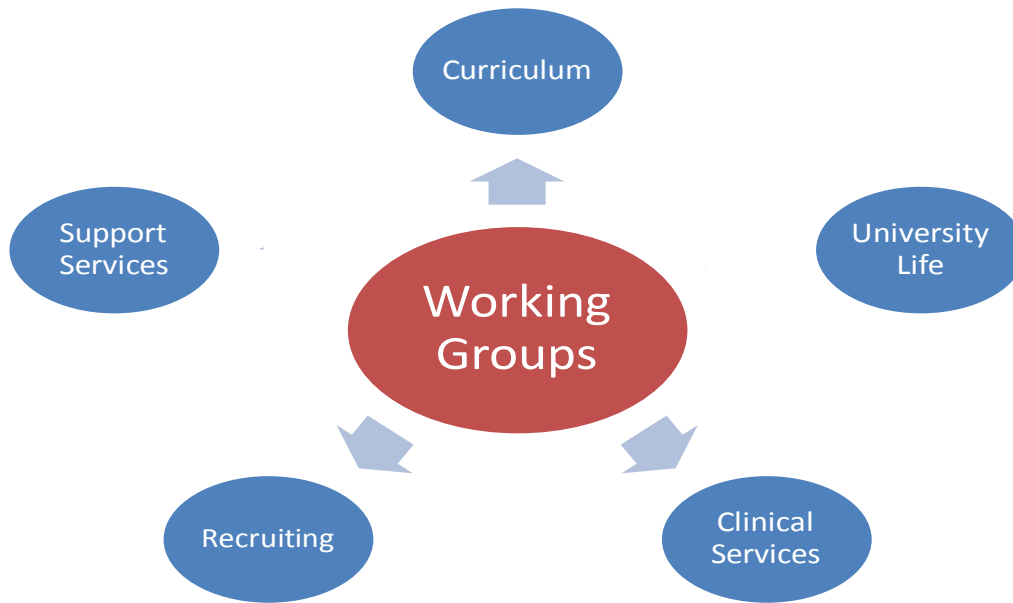 Curriculum
Support
Services
University
Life
Working
Groups
Recruiting
Clinical
Services